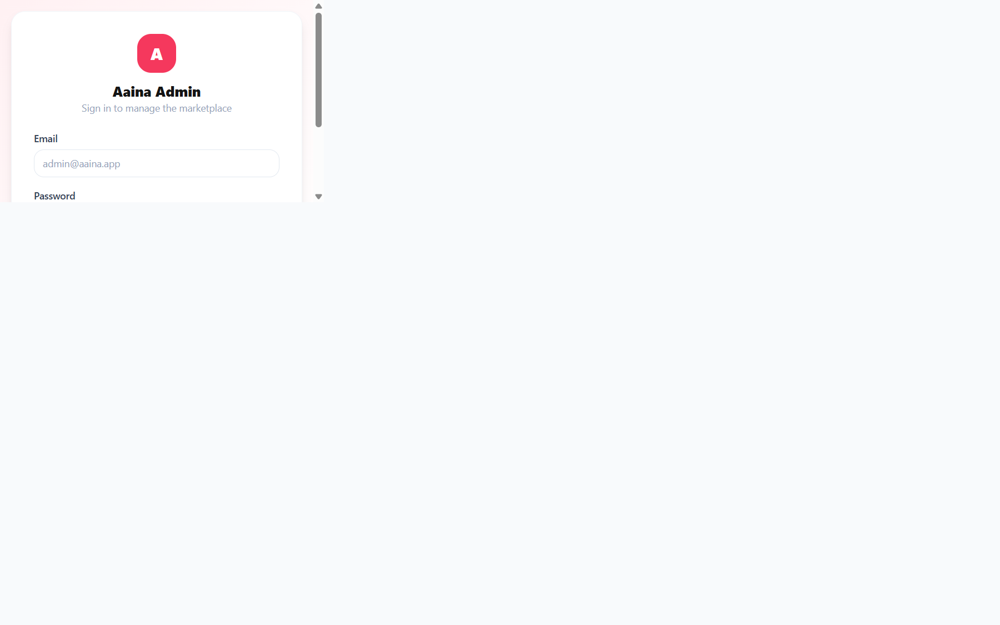 A
Aaina Admin
Sign in to manage the marketplace
Email
admin@aaina.app
Password